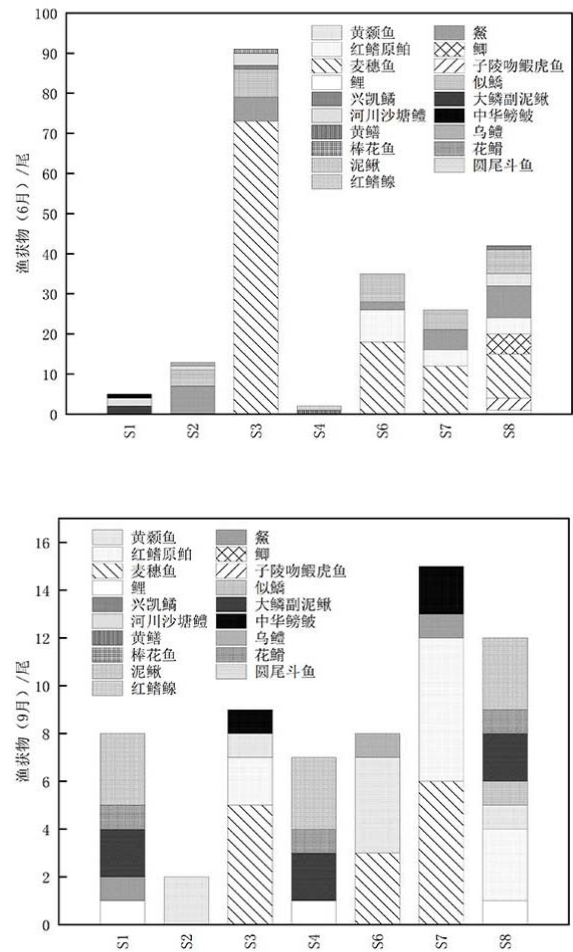 100
90
80
70
60
50
40
30
20
10
0
渔获物（6月）/尾
黄颡鱼 鳌
红鳍原鲌 鲫
麦穗鱼 子陵吻鰕虎鱼
鲤 似鱎
兴凯鱊 大鳞副泥鳅
河川沙塘鳢 中华鳑鲏
黄鳝 乌鳢
棒花鱼 花䱻
泥鳅 圆尾斗鱼
红鳍鲌
S1 S2 S3 S4 S6 S7 S8
16
14
12
10
8
6
4
2
0
渔获物（9月）/尾
黄颡鱼 鳌
红鳍原鲌 鲫
麦穗鱼 子陵吻鰕虎鱼
鲤 似鱎
兴凯鱊 大鳞副泥鳅
河川沙塘鳢 中华鳑鲏
黄鳝 乌鳢
棒花鱼 花䱻
泥鳅 圆尾斗鱼
红鳍鲌
S1 S2 S3 S4 S6 S7 S8